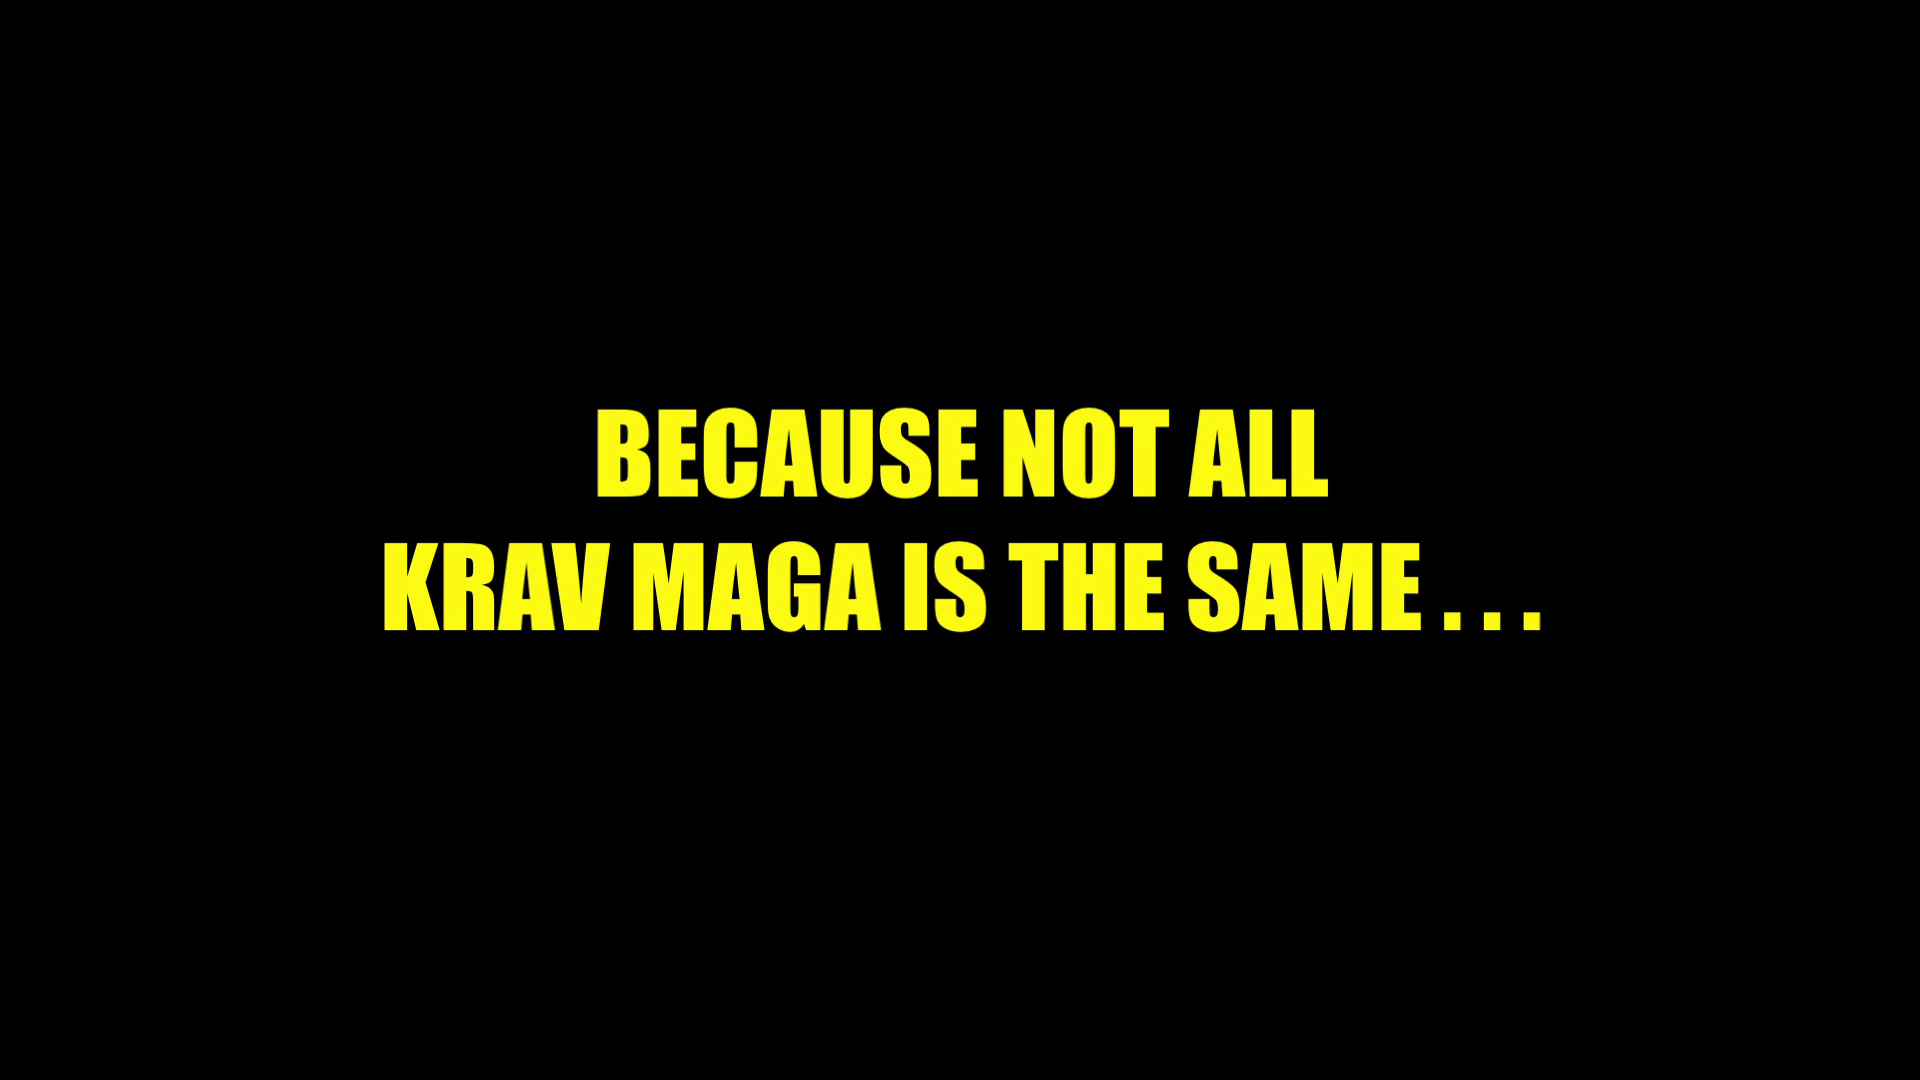 BECAUSE NOT ALL
KRAV MAGA IS THE SAME . . .